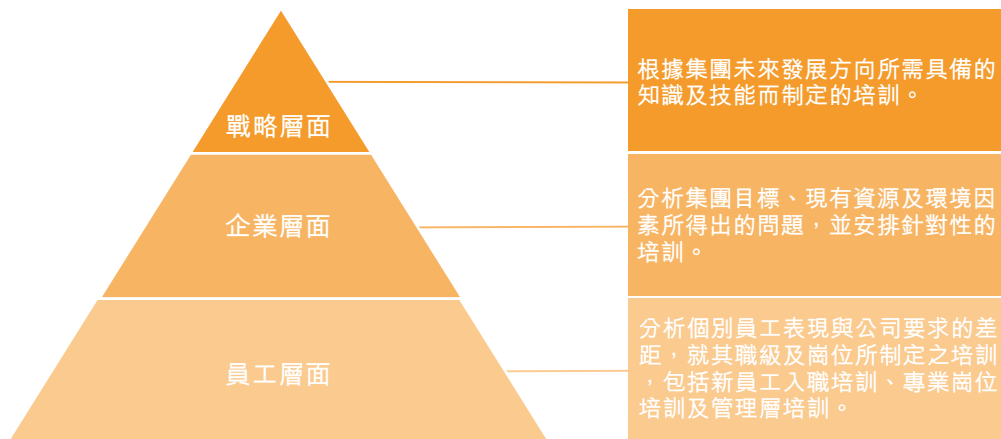 戰略層面
根據集團未來發展方向所需具備的
知識及技能而制定的培訓。
企業層面
分析集團目標、現有資源及環境因
素所得出的問題，並安排針對性的
培訓。
員工層面
分析個別員工表現與公司要求的差
距，就其職級及崗位所制定之培訓
，包括新員工入職培訓、專業崗位
培訓及管理層培訓。